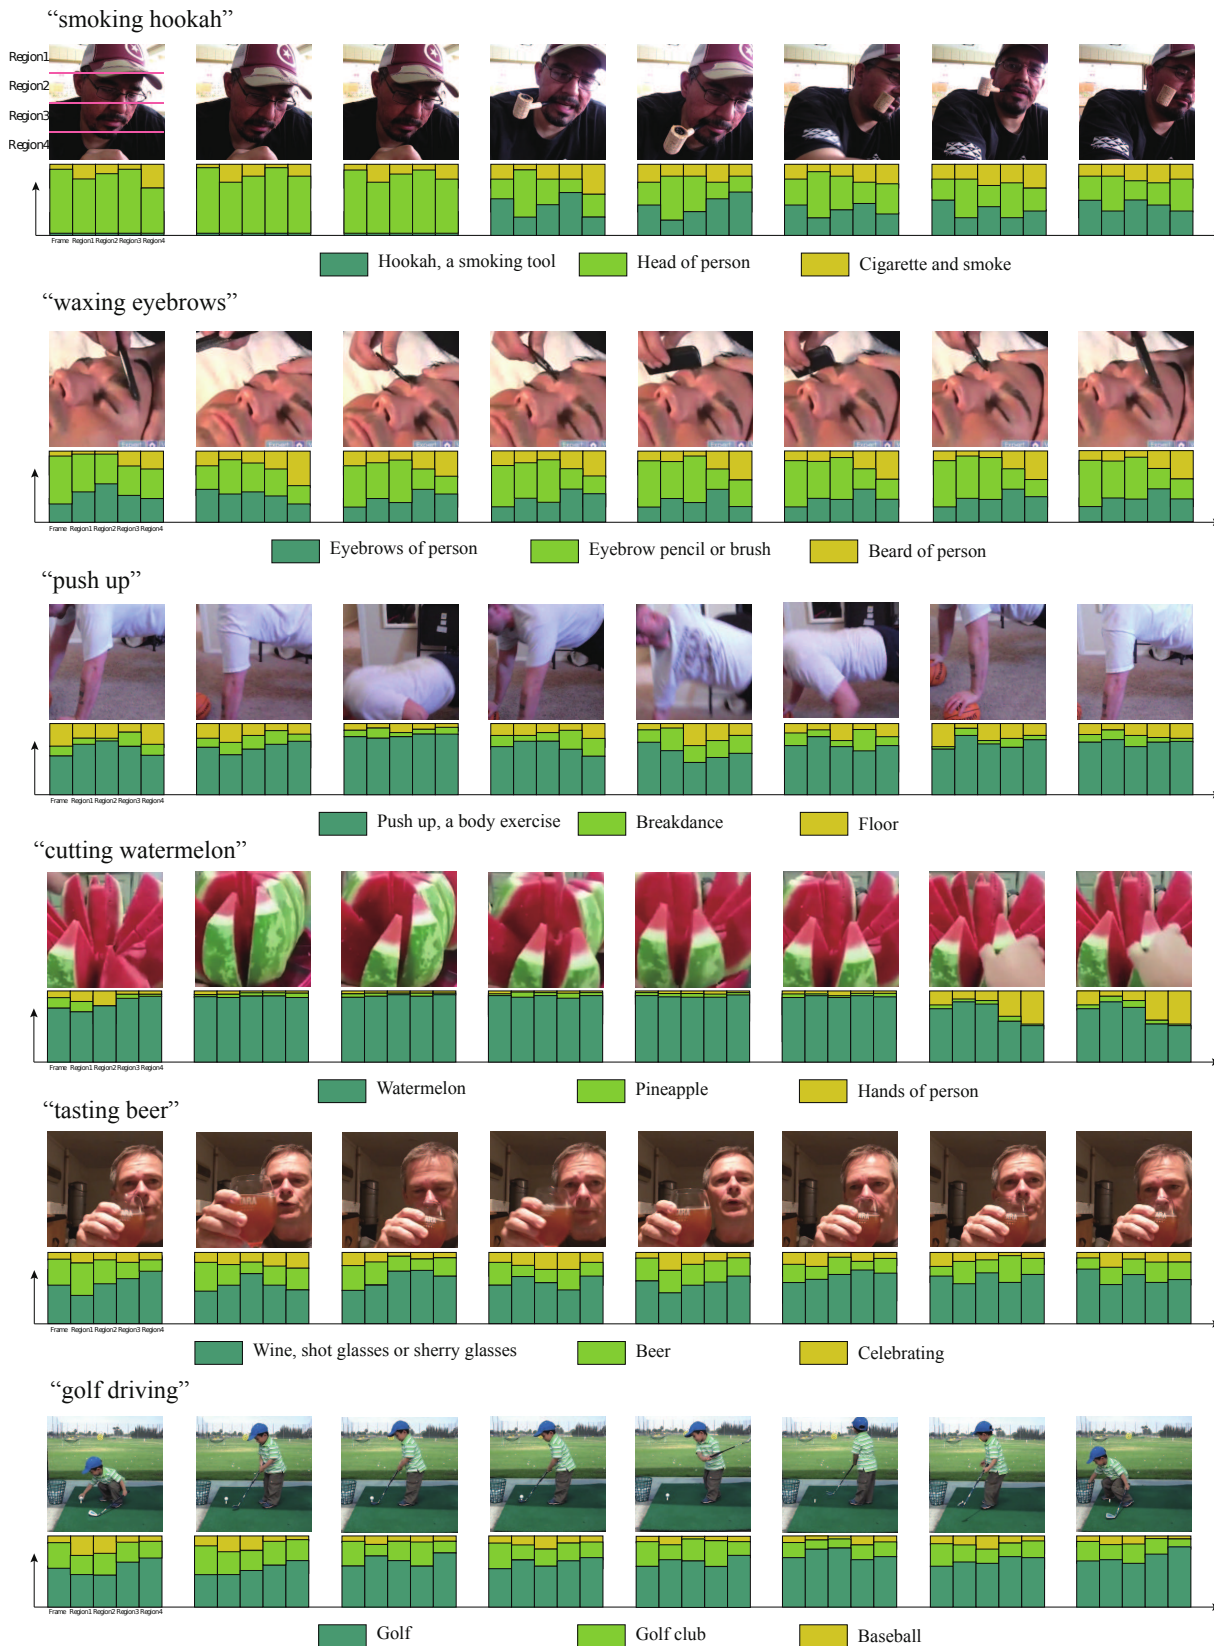 “smoking hookah”
Region1
Region2
Region3
Region4
Frame Region1 Region2 Region3 Region4
Hookah, a smoking tool Head of person Cigarette and smoke
“waxing eyebrows”
Frame Region1 Region2 Region3 Region4
Eyebrows of person Eyebrow pencil or brush Beard of person
“push up”
Frame Region1 Region2 Region3 Region4
Push up, a body exercise Breakdance Floor
“cutting watermelon”
Frame Region1 Region2 Region3 Region4
Watermelon Pineapple Hands of person
“tasting beer”
Frame Region1 Region2 Region3 Region4
Wine, shot glasses or sherry glasses Beer Celebrating
“golf driving”
Frame Region1 Region2 Region3 Region4
Golf Golf club Baseball